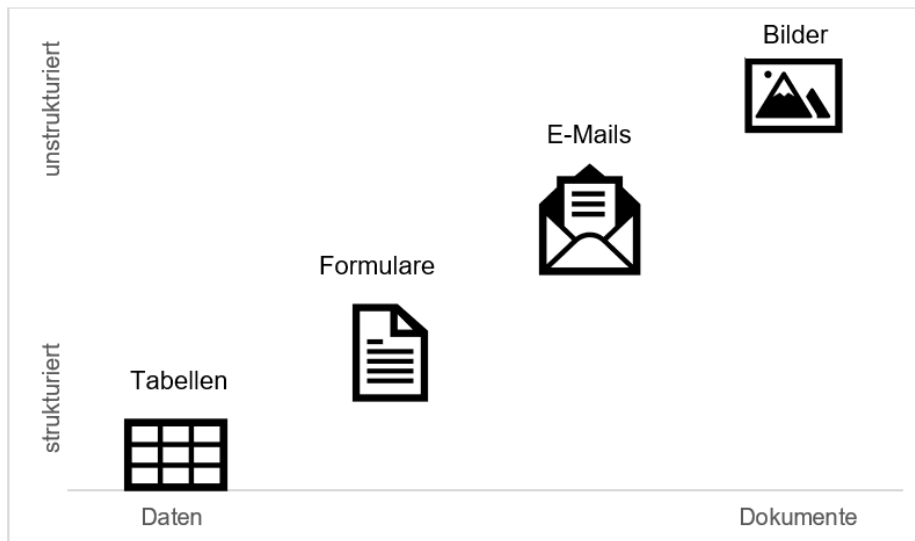 Bilder
unstrukturiert
E-Mails
Formulare
strukturiert
Tabellen
Daten
Dokumente